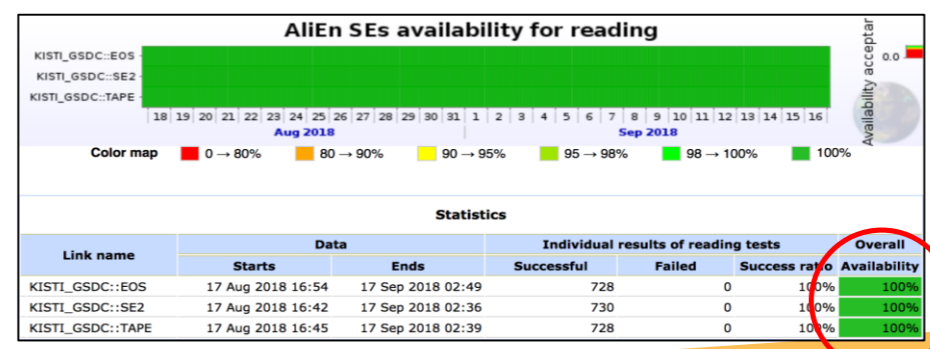 AliEn SEs availability for reading
KISTI_GSDC::EOS
KISTI_GSDC::SE2
KISTI_GSDC::TAPE
18 19 20 21 22 23 24 25 26 27 28 29 30 31 1 2 3 4 5 6 7 8 9 10 11 12 13 14 15 16
Aug 2018 Sep 2018
Availability acceptar
0.0
Color map 0 → 80% 80 → 90% 90 → 95% 95 → 98% 98 → 100% 100%
Statistics
Link name Data Individual results of reading tests Overall
Starts Ends Successful Failed Success ratio Availability
KISTI_GSDC::EOS 17 Aug 2018 16:54 17 Sep 2018 02:49 728 0 100% 100%
KISTI_GSDC::SE2 17 Aug 2018 16:42 17 Sep 2018 02:36 730 0 100% 100%
KISTI_GSDC::TAPE 17 Aug 2018 16:45 17 Sep 2018 02:39 728 0 100% 100%